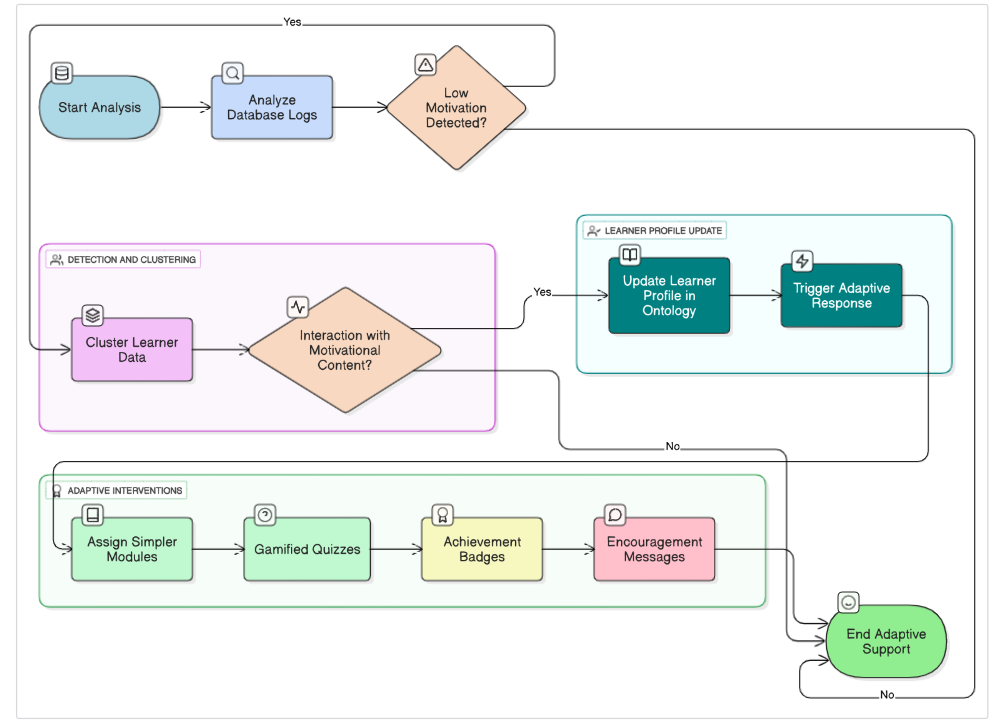 Yes
Start Analysis
Analyze
Database Logs
Low
Motivation
Detected?
LEARNER PROFILE UPDATE
Update Learner
Profile in
Ontology
Trigger Adaptive
Response
DETECTION AND CLUSTERING
Cluster Learner
Data
Interaction with
Motivational
Content?
Yes
No
ADAPTIVE INTERVENTIONS
Assign Simpler
Modules
Gamified Quizzes
Achievement
Badges
Encouragement
Messages
End Adaptive
Support
No